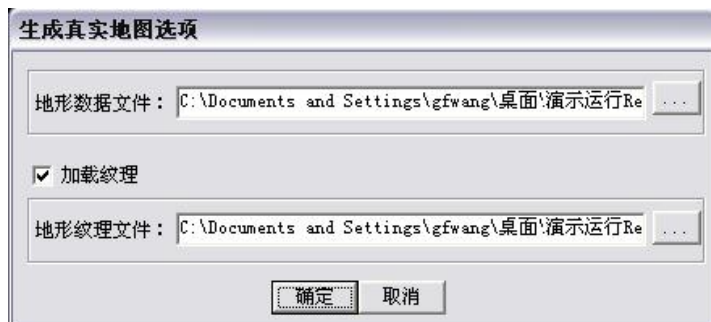 生成真实地图选项
地形数据文件： C:\Documents and Settings\gfwang\桌面\演示运行Re ...
加载纹理
地形纹理文件： C:\Documents and Settings\gfwang\桌面\演示运行Re ...
确定 取消